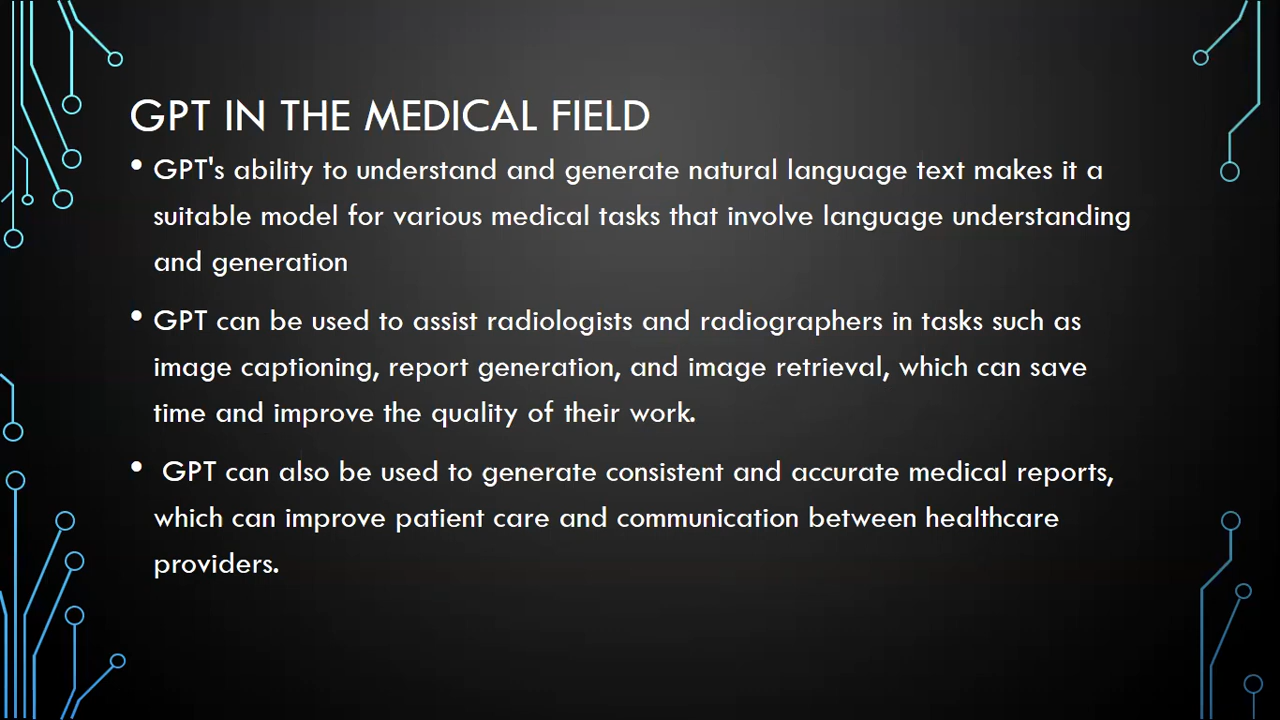 GPT IN THE MEDICAL FIELD
• GPT's ability to understand and generate natural language text makes it a
suitable model for various medical tasks that involve language understanding
and generation
• GPT can be used to assist radiologists and radiographers in tasks such as
image captioning, report generation, and image retrieval, which can save
time and improve the quality of their work.
• GPT can also be used to generate consistent and accurate medical reports,
which can improve patient care and communication between healthcare
providers.